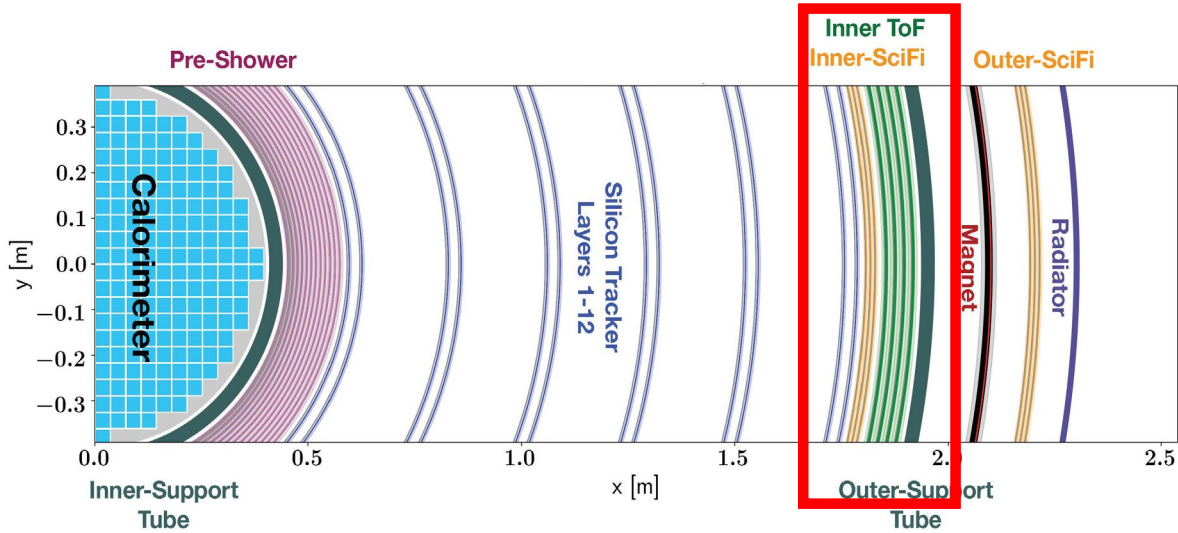 Inner ToF
Pre-Shower
Inner-SciFi
Outer-SciFi
0.3
0.2
0.1
0.0
−0.1
−0.2
−0.3
y [m]
Calorimeter
Silicon Tracker
Layers 1-12
Magnet
Radiator
0.0
0.5
1.0
1.5
2.0
2.5
x [m]
Inner-Support
Tube
Outer-Support
Tube